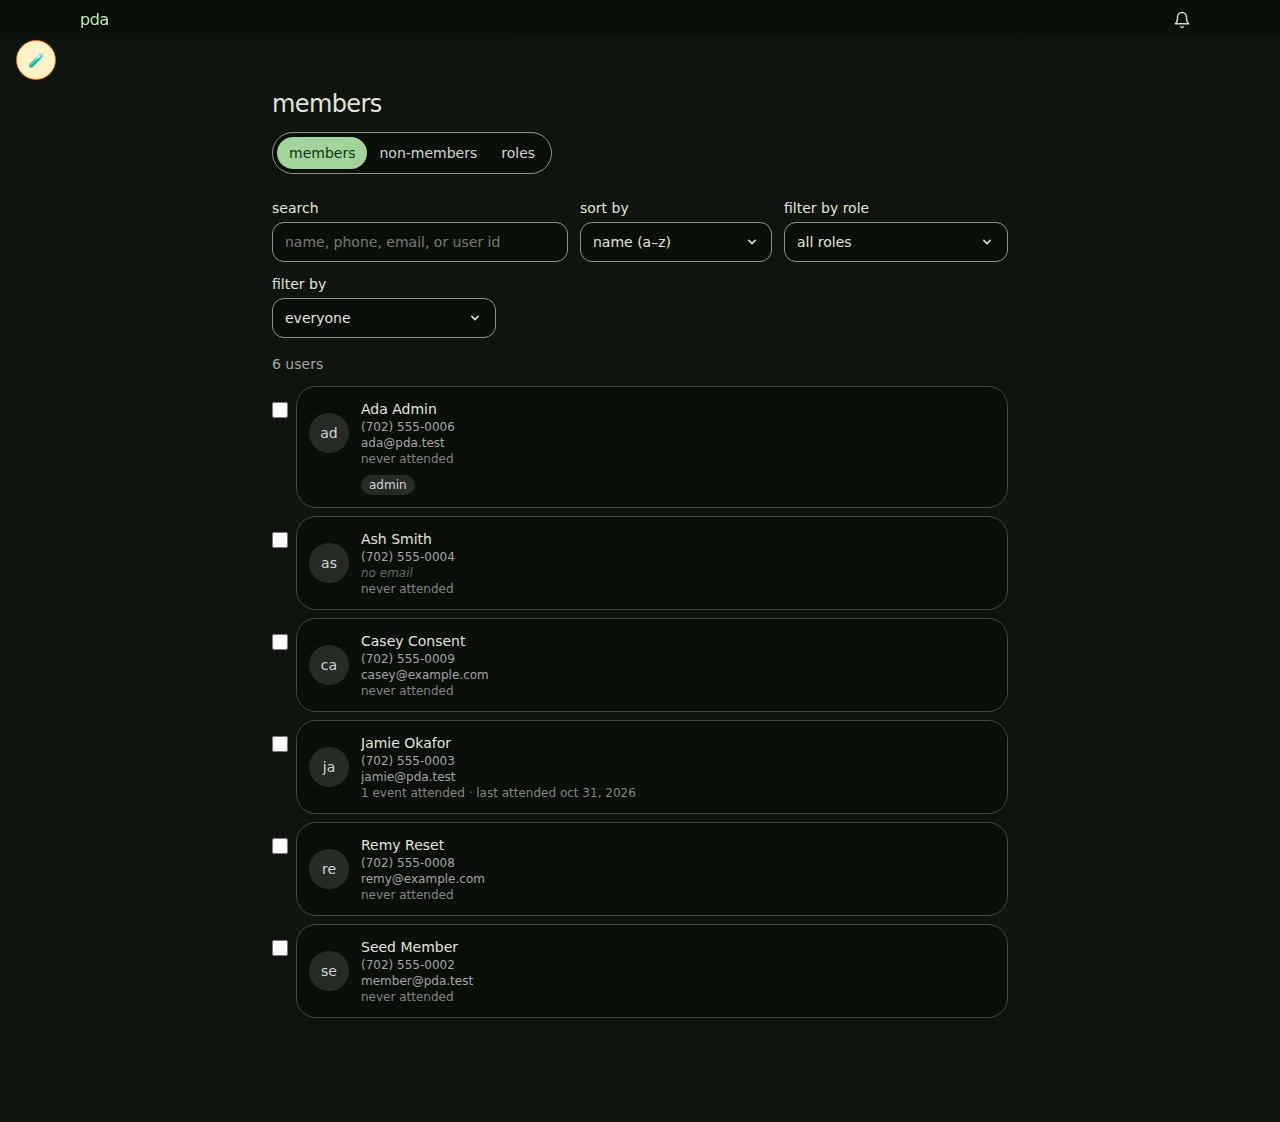 pda
members
members non-members roles
search sort by filter by role
name, phone, email, or user id name (a–z) all roles
filter by
everyone
6 users
ad
Ada Admin
(702) 555-0006
ada@pda.test
never attended
admin
as
Ash Smith
(702) 555-0004
no email
never attended
ca
Casey Consent
(702) 555-0009
casey@example.com
never attended
ja
Jamie Okafor
(702) 555-0003
jamie@pda.test
1 event attended · last attended oct 31, 2026
re
Remy Reset
(702) 555-0008
remy@example.com
never attended
se
Seed Member
(702) 555-0002
member@pda.test
never attended